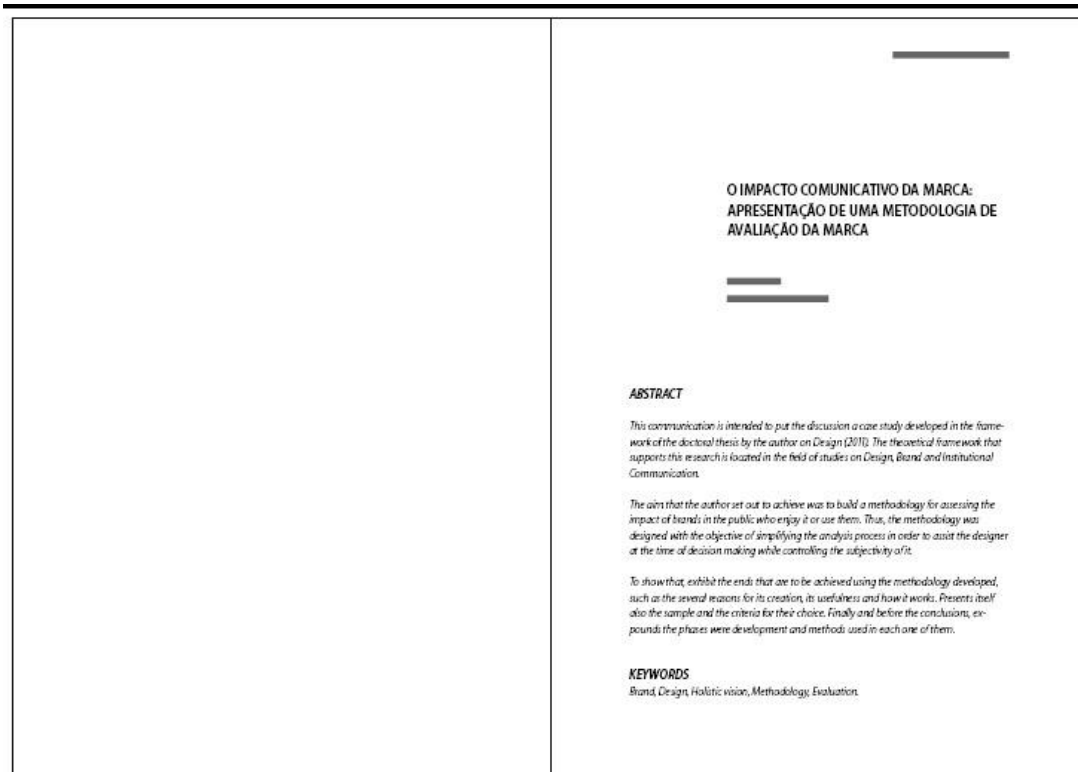 O IMPACTO COMUNICATIVO DA MARCA:
APRESENTAÇÃO DE UMA METODOLOGIA DE
AVALIAÇÃO DA MARCA
ABSTRACT
This communication is intended to put the discussion a case study developed in the frame-
work of the doctoral thesis by the author on Design (2011). The theoretical framework that
supports this research is located in the field of studies on Design, Brand and Institutional
Communication.
The aim that the author set out to achieve was to build a methodology for assessing the
impact of brands in the public who enjoy it or use them. Thus, the methodology was
designed with the objective of simplifying the analysis process in order to assist the designer
at the time of decision making while controlling the subjectivity of it.
To show that, exhibit the ends that are to be achieved using the methodology developed,
such as the several reasons for its creation, its usefulness and how it works. Presents itself
also the sample and the criteria for their choice. Finally and before the conclusions, ex-
pounds the phases were development and methods used in each one of them.
KEYWORDS
Brand, Design, Holistic vision, Methodology, Evaluation.